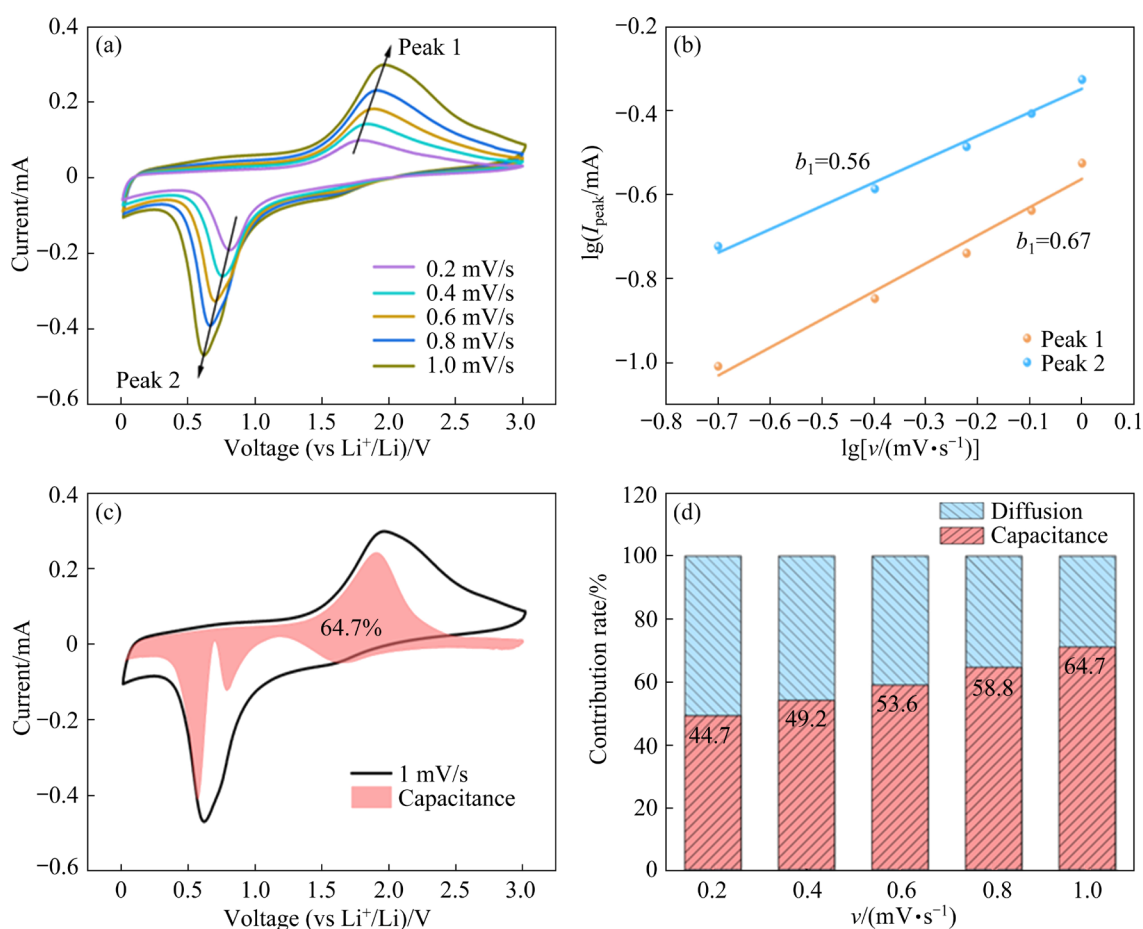 (a)
Peak 1
Peak 2
0.2 mV/s
0.4 mV/s
0.6 mV/s
0.8 mV/s
1.0 mV/s
0.4
0.2
0
−0.2
−0.4
−0.6
Current/mA
0 0.5 1.0 1.5 2.0 2.5 3.0
Voltage (vs Li⁺/Li)/V
(b)
b₁=0.56
b₁=0.67
Peak 1
Peak 2
−0.2
−0.4
−0.6
−0.8
−1.0
lg(I_peak/mA)
−0.8 −0.7 −0.6 −0.5 −0.4 −0.3 −0.2 −0.1 0 0.1
lg[v/(mV•s⁻¹)]
(c)
64.7%
1 mV/s
Capacitance
0.4
0.2
0
−0.2
−0.4
−0.6
Current/mA
0 0.5 1.0 1.5 2.0 2.5 3.0
Voltage (vs Li⁺/Li)/V
(d)
Diffusion
Capacitance
120
100
80
60
40
20
0
Contribution rate/%
44.7
49.2
53.6
58.8
64.7
0.2 0.4 0.6 0.8 1.0
v/(mV•s⁻¹)